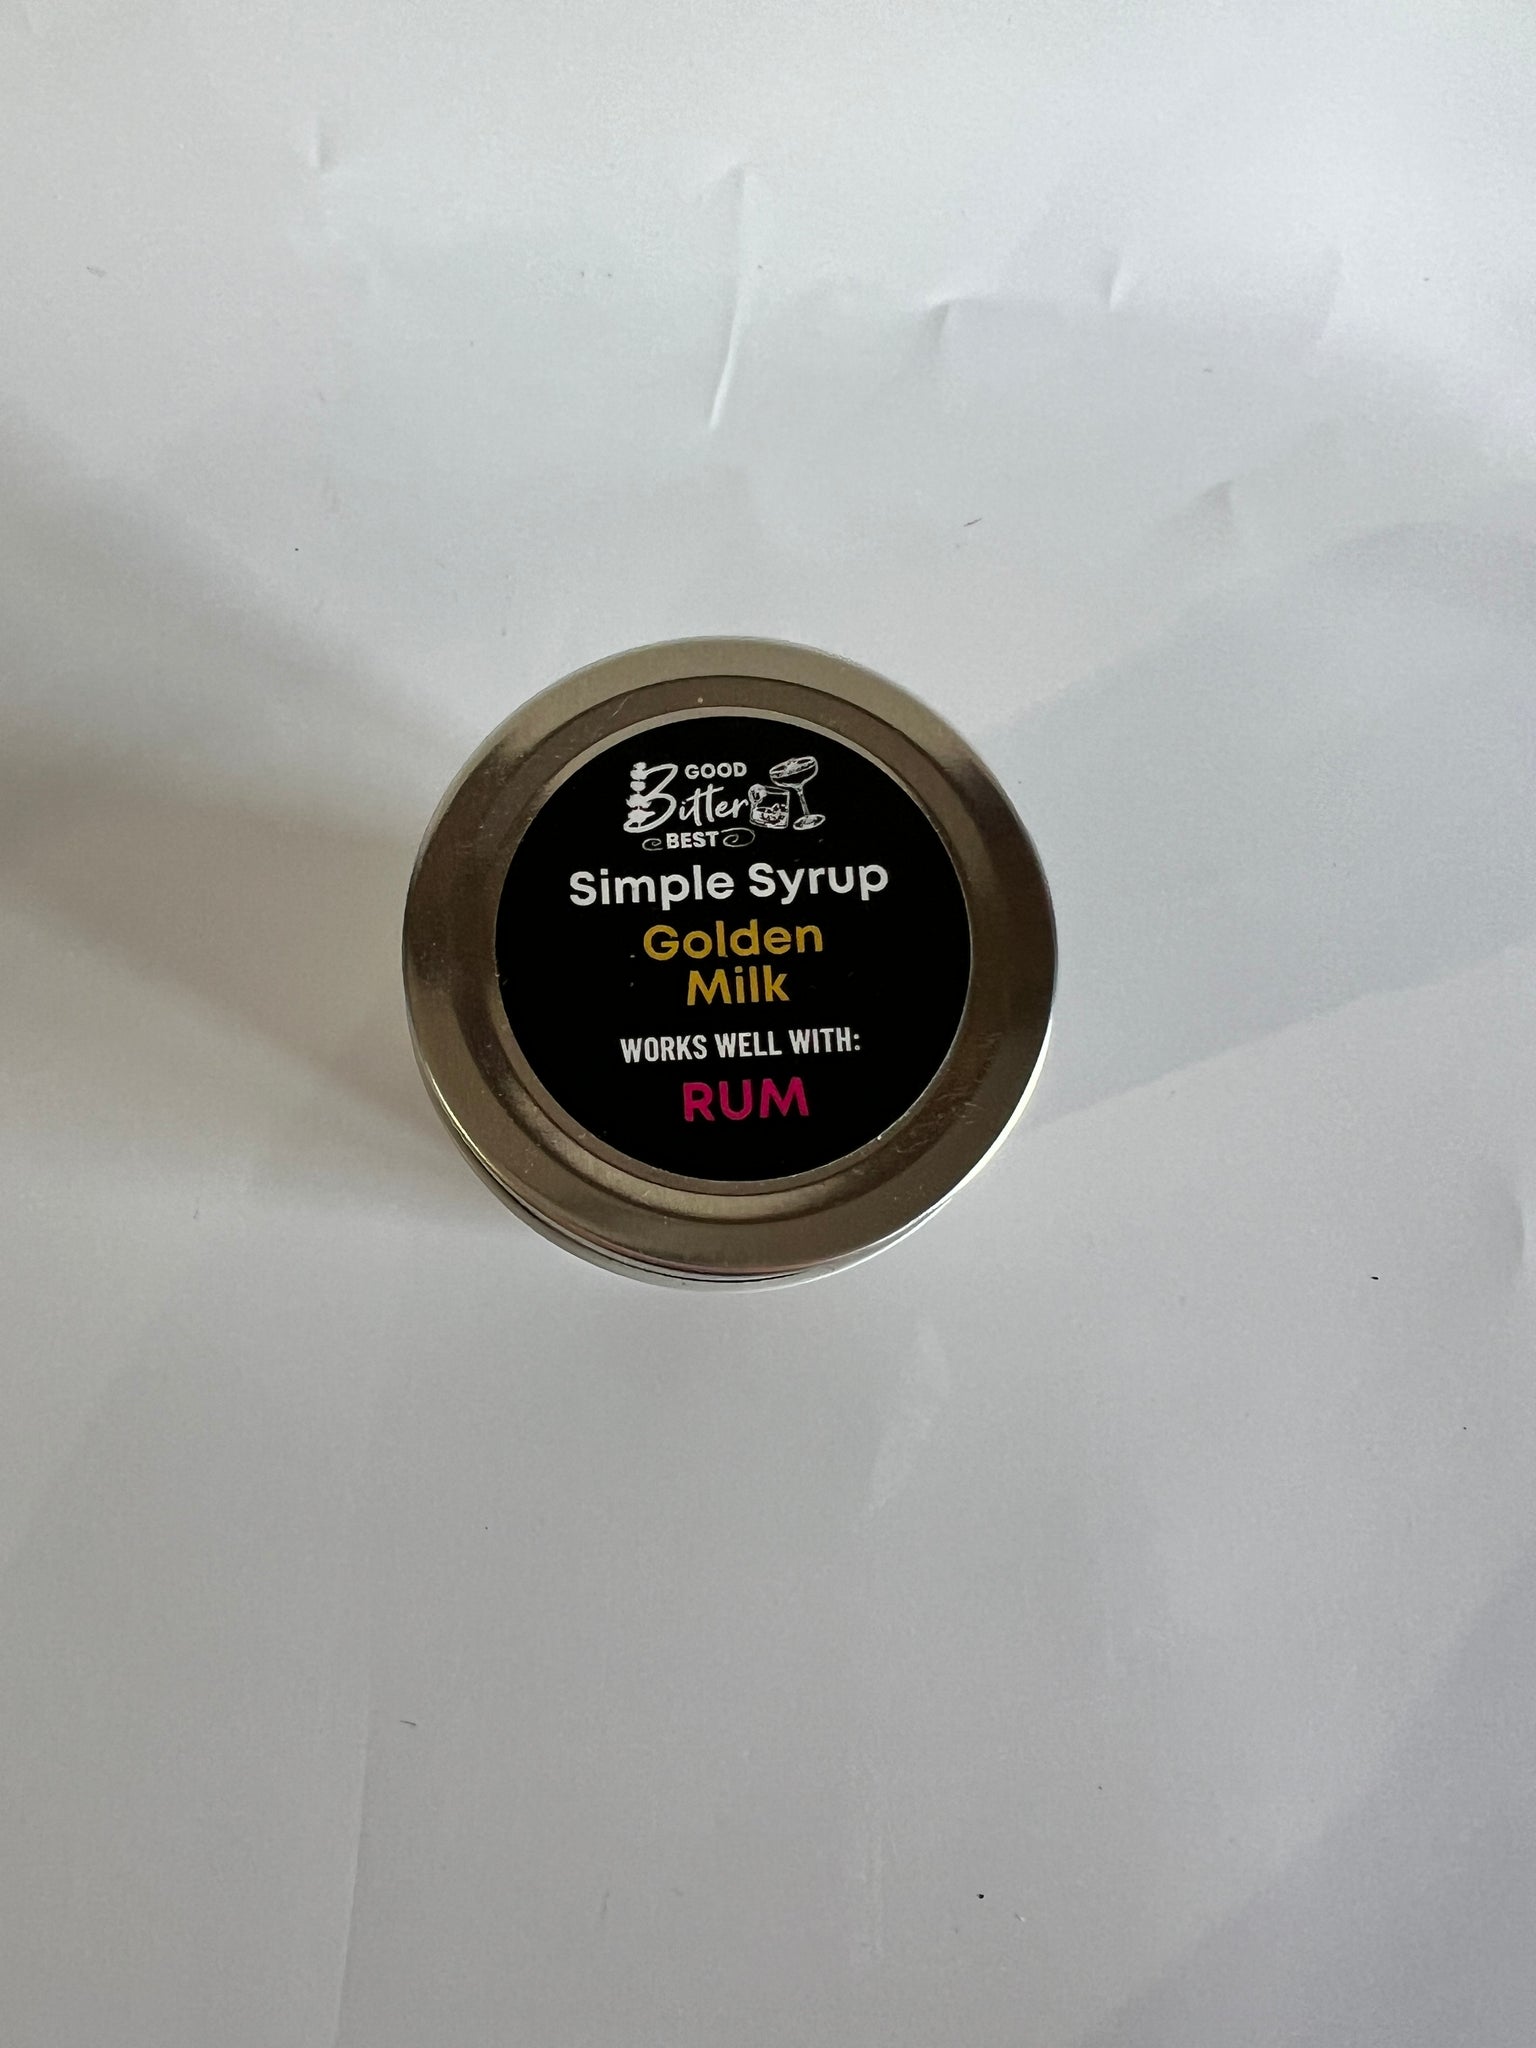 GOOD
Bitter
BEST
Simple Syrup
Golden
Milk
WORKS WELL WITH:
RUM